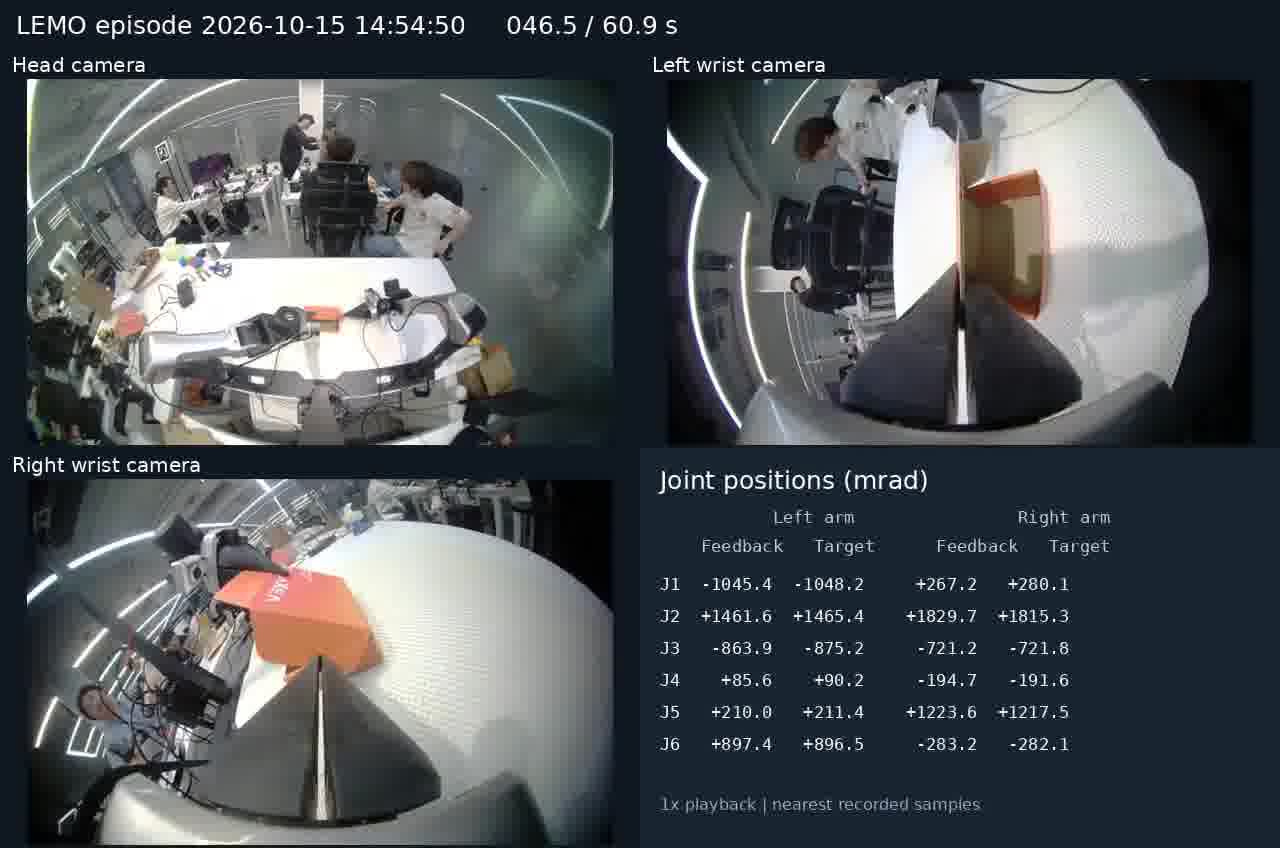 LEMO episode 2026-10-15 14:54:50 046.5 / 60.9 s
Head camera
Left wrist camera
Right wrist camera
Joint positions (mrad)
Left arm Right arm
Feedback Target Feedback Target
J1 -1045.4 -1048.2 +267.2 +280.1
J2 +1461.6 +1465.4 +1829.7 +1815.3
J3 -863.9 -875.2 -721.2 -721.8
J4 +85.6 +90.2 -194.7 -191.6
J5 +210.0 +211.4 +1223.6 +1217.5
J6 +897.4 +896.5 -283.2 -282.1
1x playback | nearest recorded samples